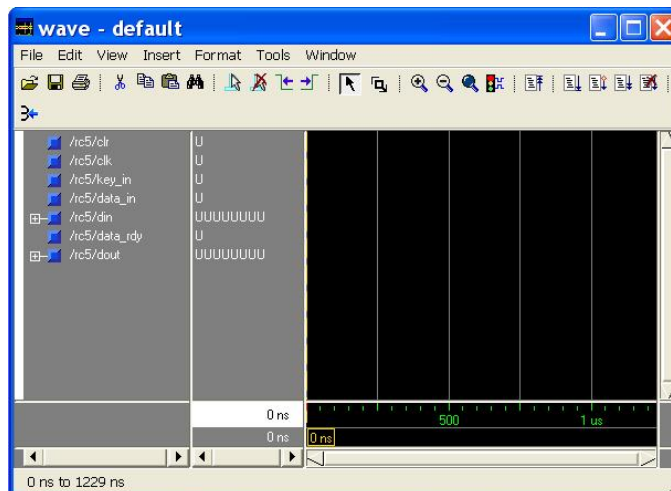 wave - default
File Edit View Insert Format Tools Window
/rc5/clr U
/rc5/clk U
/rc5/key_in U
/rc5/data_in U
/rc5/din UUUUUUUU
/rc5/data_rdy U
/rc5/dout UUUUUUUU
0 ns 500 1 us
0 ns 0 ns
0 ns to 1229 ns